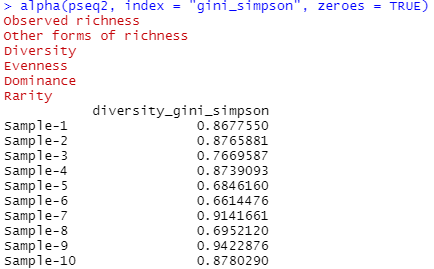 > alpha(pseq2, index = "gini_simpson", zeroes = TRUE)
Observed richness
Other forms of richness
Diversity
Evenness
Dominance
Rarity
diversity_gini_simpson
Sample-1 0.8677550
Sample-2 0.8765881
Sample-3 0.7669587
Sample-4 0.8739093
Sample-5 0.6846160
Sample-6 0.6614476
Sample-7 0.9141661
Sample-8 0.6952120
Sample-9 0.9422876
Sample-10 0.8780290